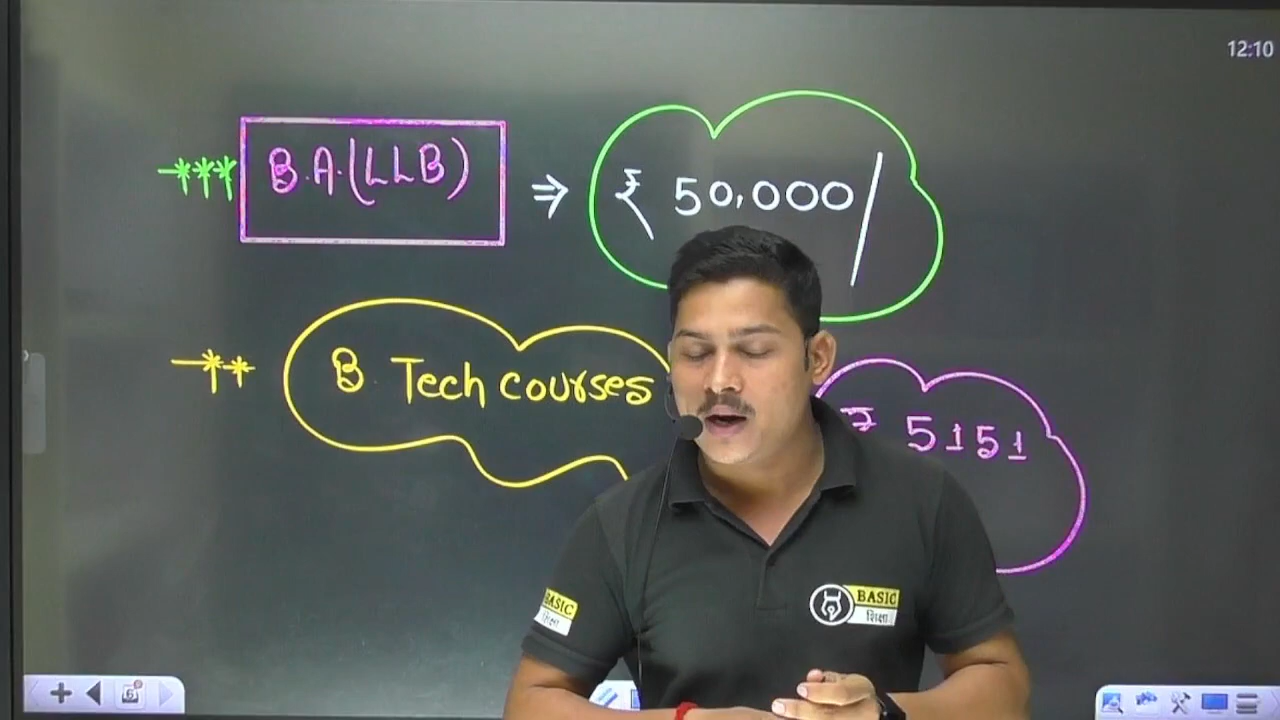 12:10
*** B.A.(LLB) ⇒ ₹ 50,000/
** B Tech courses ₹ 5151
BASIC
शिक्षा
BASIC
शिक्षा